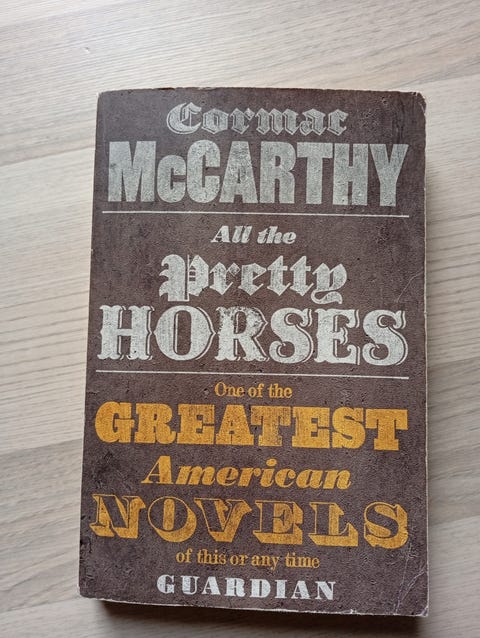 Cormac
McCARTHY
All the
Pretty
HORSES
One of the
GREATEST
American
NOVELS
of this or any time
GUARDIAN